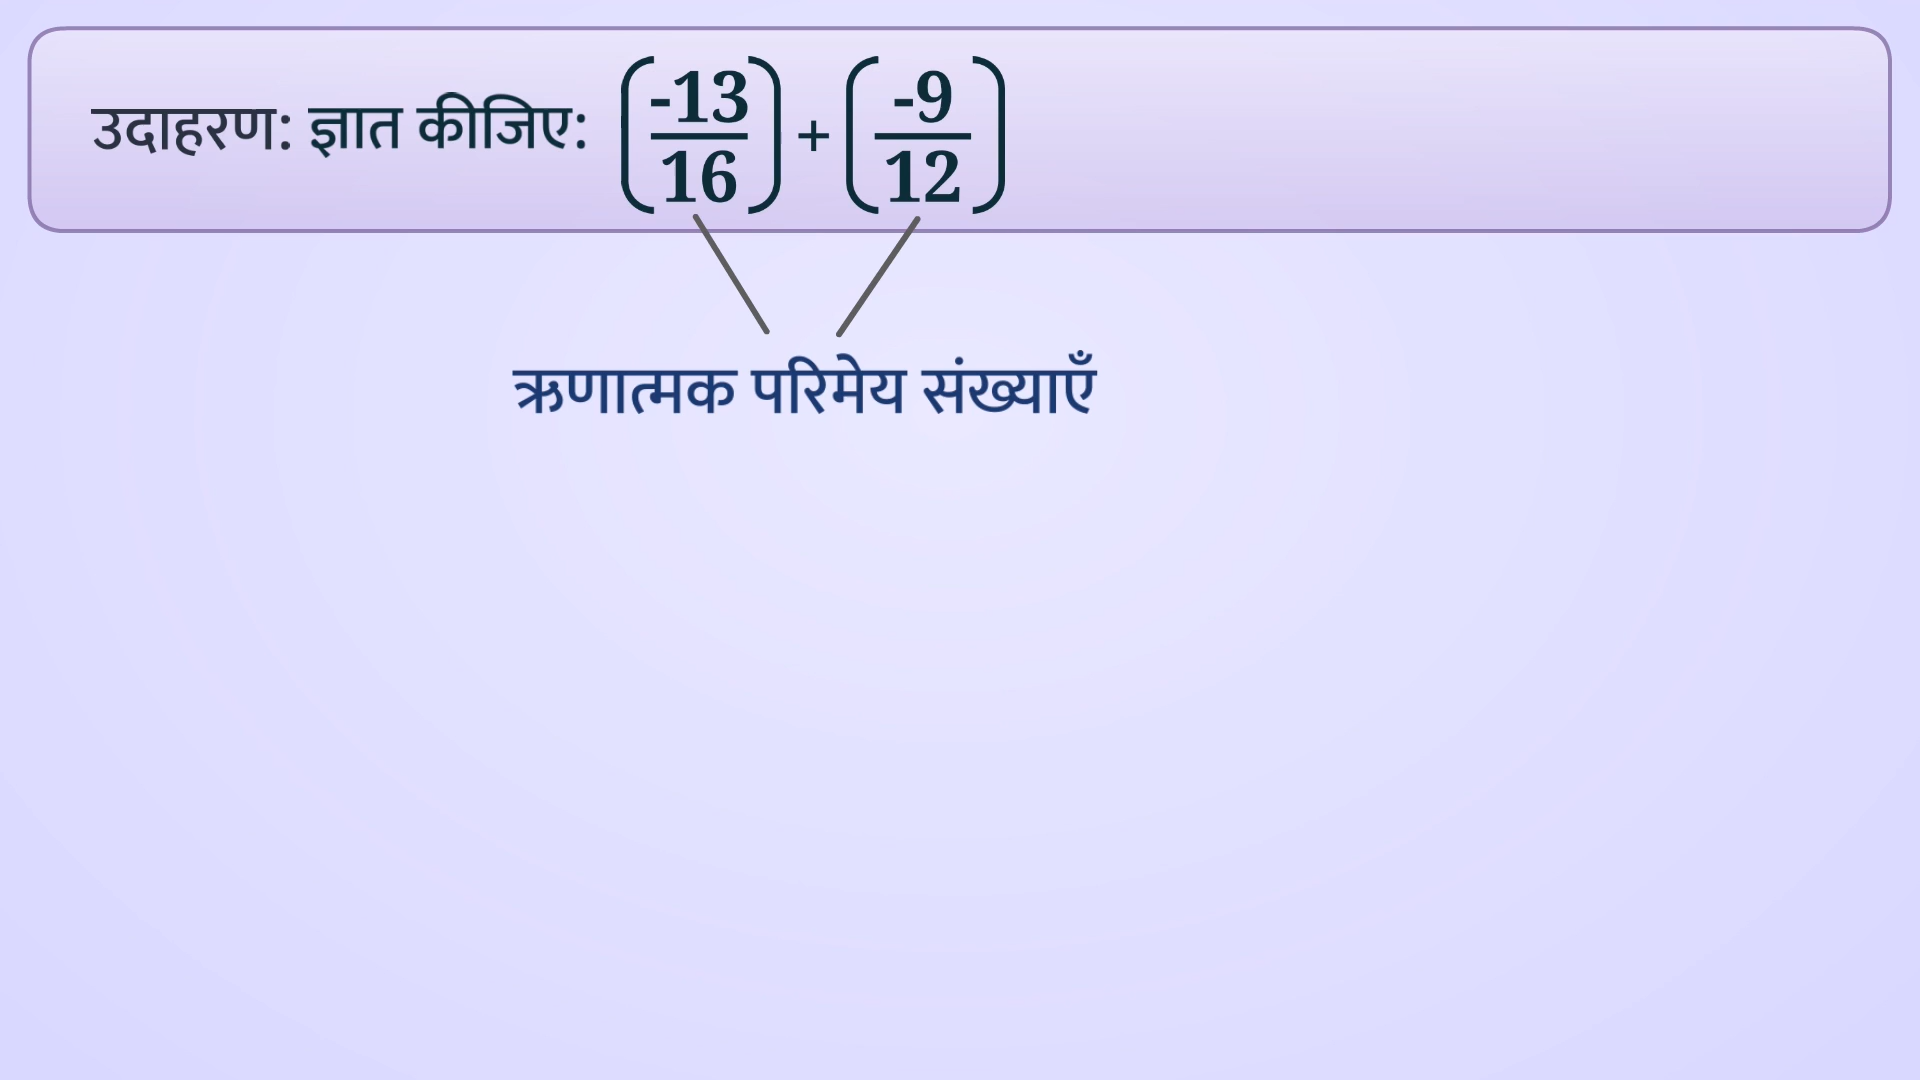 उदाहरण: ज्ञात कीजिए: (-13/16) + (-9/12)
ऋणात्मक परिमेय संख्याएँ